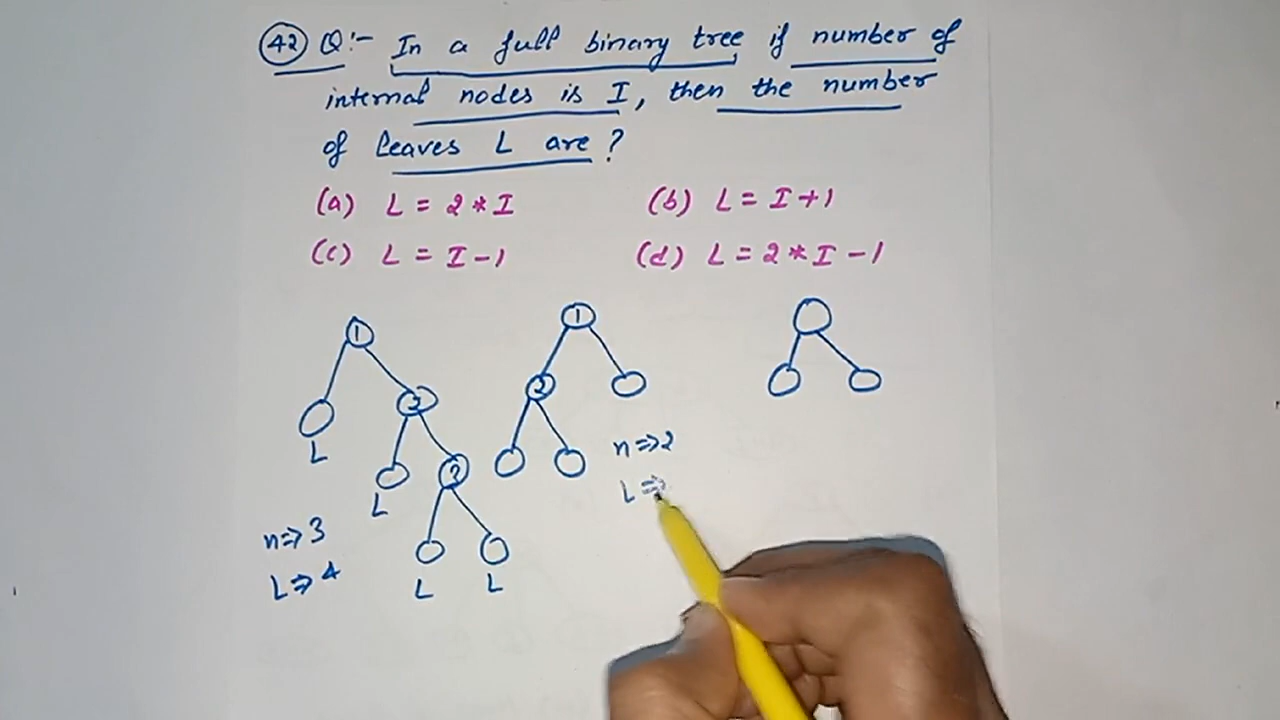 42 Q:- In a full binary tree if number of
internal nodes is I, then the number
of leaves L are?
(a) L = 2*I (b) L = I+1
(c) L = I-1 (d) L = 2*I-1
1 1
2 2
L
n⇒2
L
L⇒
n⇒3
L⇒4
L L